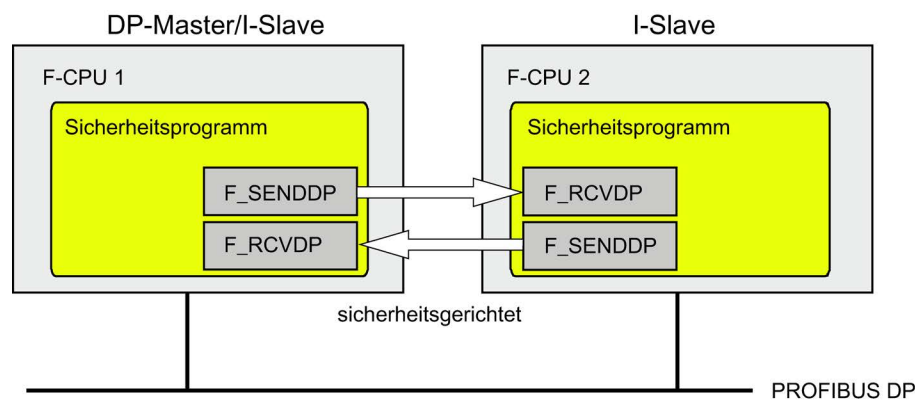 DP-Master/I-Slave
I-Slave
F-CPU 1
F-CPU 2
Sicherheitsprogramm
Sicherheitsprogramm
F_SENDDP
F_RCVDP
F_RCVDP
F_SENDDP
sicherheitsgerichtet
PROFIBUS DP